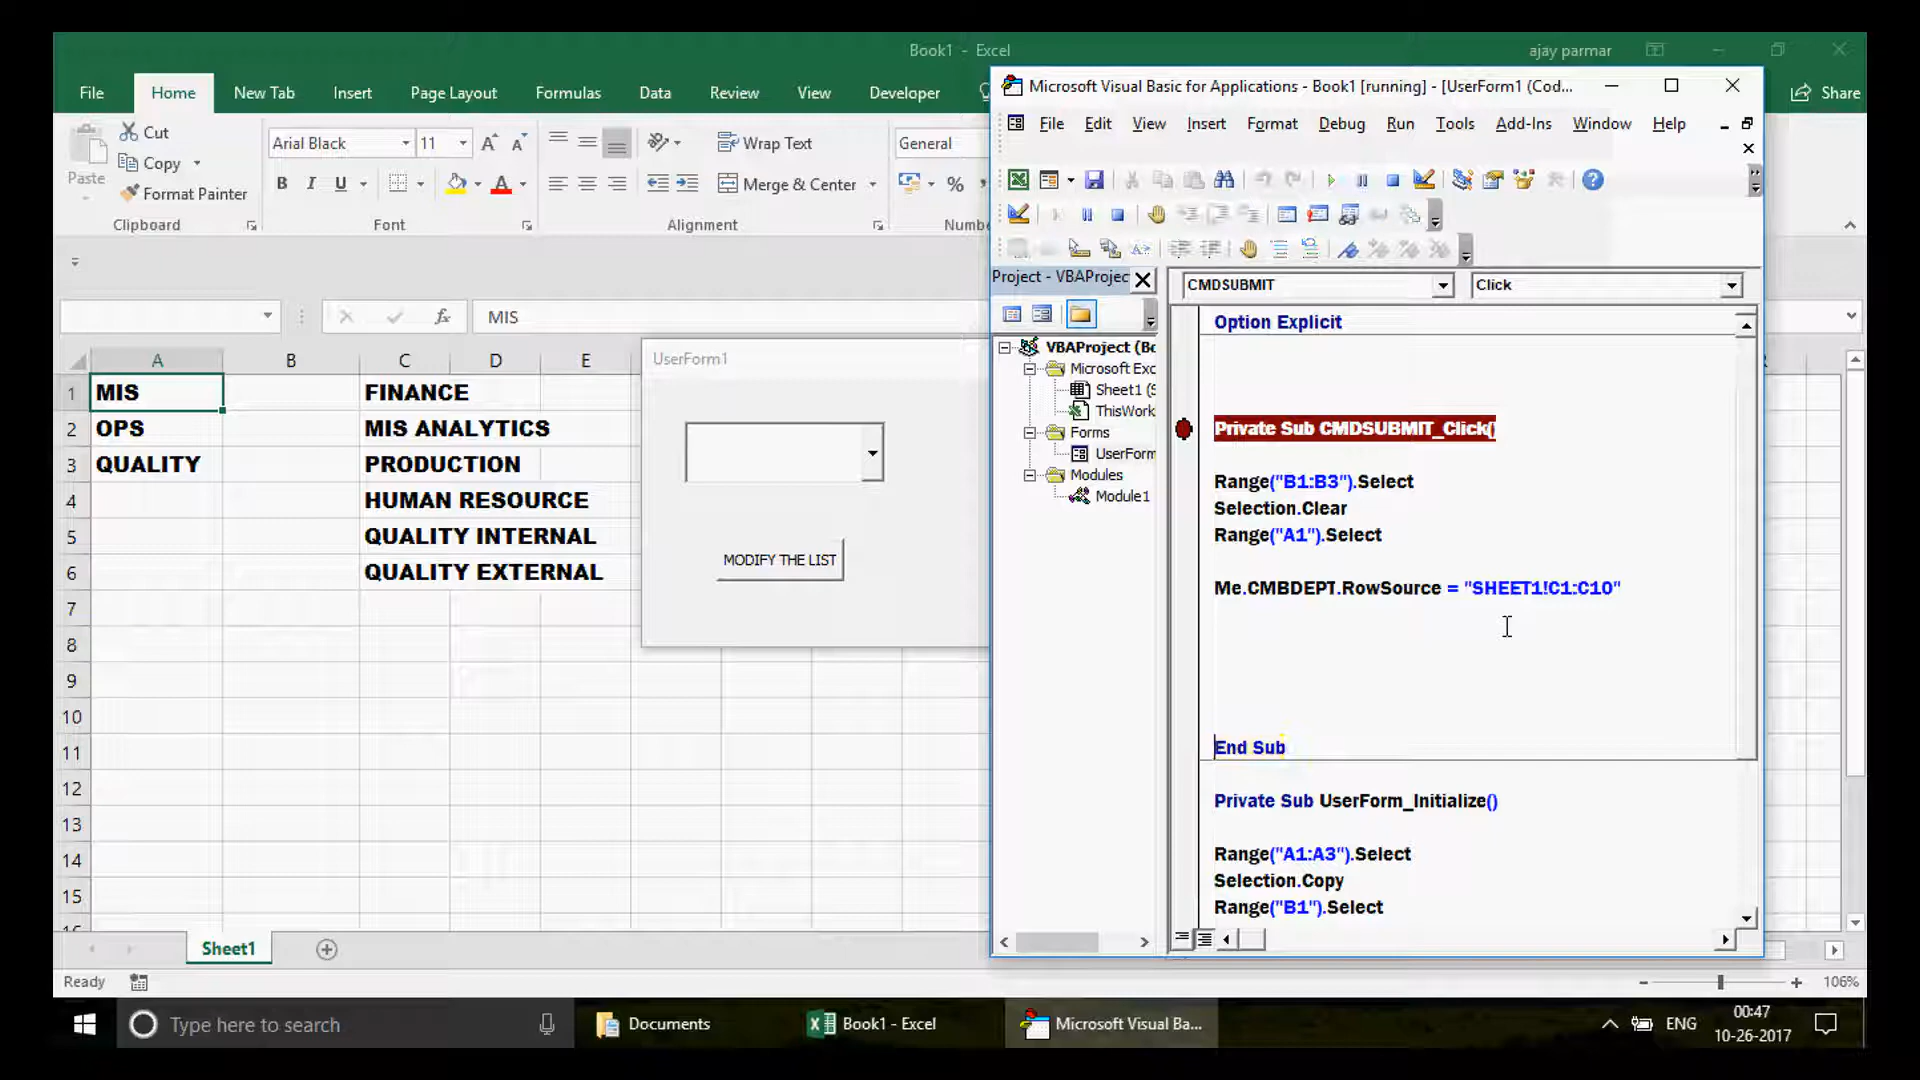 Book1 - Excel
ajay parmar
File Home New Tab Insert Page Layout Formulas Data Review View Developer
Share
Paste
Cut
Copy
Format Painter
Clipboard
Arial Black 11
B I U
Font
Wrap Text
Merge & Center
Alignment
General
%
Numb
MIS
A B C D E
1 MIS FINANCE
2 OPS MIS ANALYTICS
3 QUALITY PRODUCTION
4 HUMAN RESOURCE
5 QUALITY INTERNAL
6 QUALITY EXTERNAL
7
8
9
10
11
12
13
14
15
Sheet1
Ready
106%
UserForm1
MODIFY THE LIST
Microsoft Visual Basic for Applications - Book1 [running] - [UserForm1 (Cod...
File Edit View Insert Format Debug Run Tools Add-Ins Window Help
Project - VBAProjec
VBAProject (Bo
Microsoft Exc
Sheet1 (S
ThisWork
Forms
UserForm
Modules
Module1
CMDSUBMIT Click
Option Explicit
Private Sub CMDSUBMIT_Click()
Range("B1:B3").Select
Selection.Clear
Range("A1").Select
Me.CMBDEPT.RowSource = "SHEET1!C1:C10"
End Sub
Private Sub UserForm_Initialize()
Range("A1:A3").Select
Selection.Copy
Range("B1").Select
Type here to search
Documents
Book1 - Excel
Microsoft Visual Ba...
ENG
00:47
10-26-2017